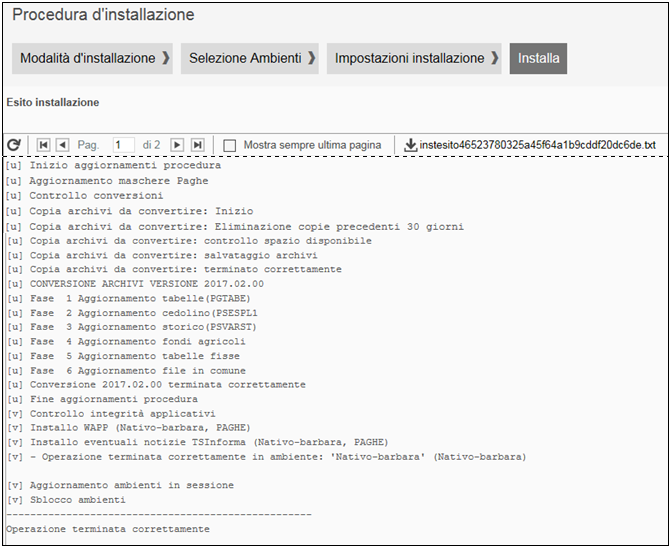 Procedura d'installazione
Modalità d'installazione ❯ Selezione Ambienti ❯ Impostazioni installazione ❯ Installa
Esito installazione
Pag. 1 di 2 Mostra sempre ultima pagina instesito46523780325a45f64a1b9cddf20dc6de.txt
[u] Inizio aggiornamenti procedura
[u] Aggiornamento maschere Paghe
[u] Controllo conversioni
[u] Copia archivi da convertire: Inizio
[u] Copia archivi da convertire: Eliminazione copie precedenti 30 giorni
[u] Copia archivi da convertire: controllo spazio disponibile
[u] Copia archivi da convertire: salvataggio archivi
[u] Copia archivi da convertire: terminato correttamente
[u] CONVERSIONE ARCHIVI VERSIONE 2017.02.00
[u] Fase  1 Aggiornamento tabelle(PGTABE)
[u] Fase  2 Aggiornamento cedolino(PSESPL1
[u] Fase  3 Aggiornamento storico(PSVARST)
[u] Fase  4 Aggiornamento fondi agricoli
[u] Fase  5 Aggiornamento tabelle fisse
[u] Fase  6 Aggiornamento file in comune
[u] Conversione 2017.02.00 terminata correttamente
[u] Fine aggiornamenti procedura
[v] Controllo integrità applicativi
[v] Installo WAPP (Nativo-barbara, PAGHE)
[v] Installo eventuali notizie TSInforma (Nativo-barbara, PAGHE)
[v] - Operazione terminata correttamente in ambiente: 'Nativo-barbara' (Nativo-barbara)
[v] Aggiornamento ambienti in sessione
[v] Sblocco ambienti
---------------------------------------------------
Operazione terminata correttamente